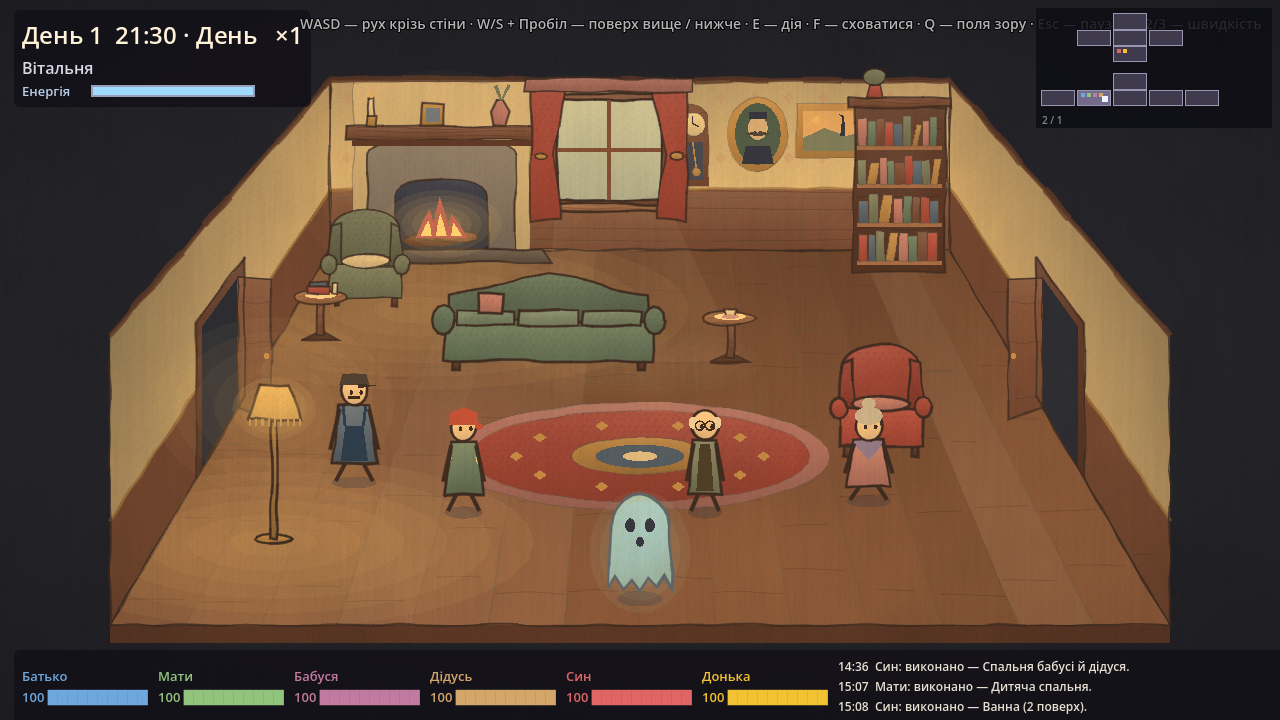 День 1 21:30 · День ×1
WASD — рух крізь стіни · W/S + Пробіл — поверх вище / нижче · E — дія · F — сховатися · Q — поля зору · Esc — пауза 2/3 — швидкість
Вітальня
Енергія
2 / 1
Батько
100
Мати
100
Бабуся
100
Дідусь
100
Син
100
Донька
100
14:36 Син: виконано — Спальня бабусі й дідуся.
15:07 Мати: виконано — Дитяча спальня.
15:08 Син: виконано — Ванна (2 поверх).